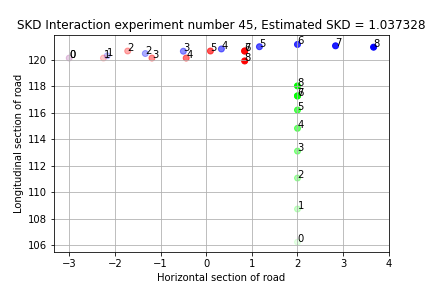 SKD Interaction experiment number 45, Estimated SKD = 1.037328
Longitudinal section of road
120
118
116
114
112
110
108
106
0 1 2 3 4 5 6 7 8
0 1 2 3 4 5 8
8
7
5
4
3
2
1
0
−3 −2 −1 0 1 2 3 4
Horizontal section of road